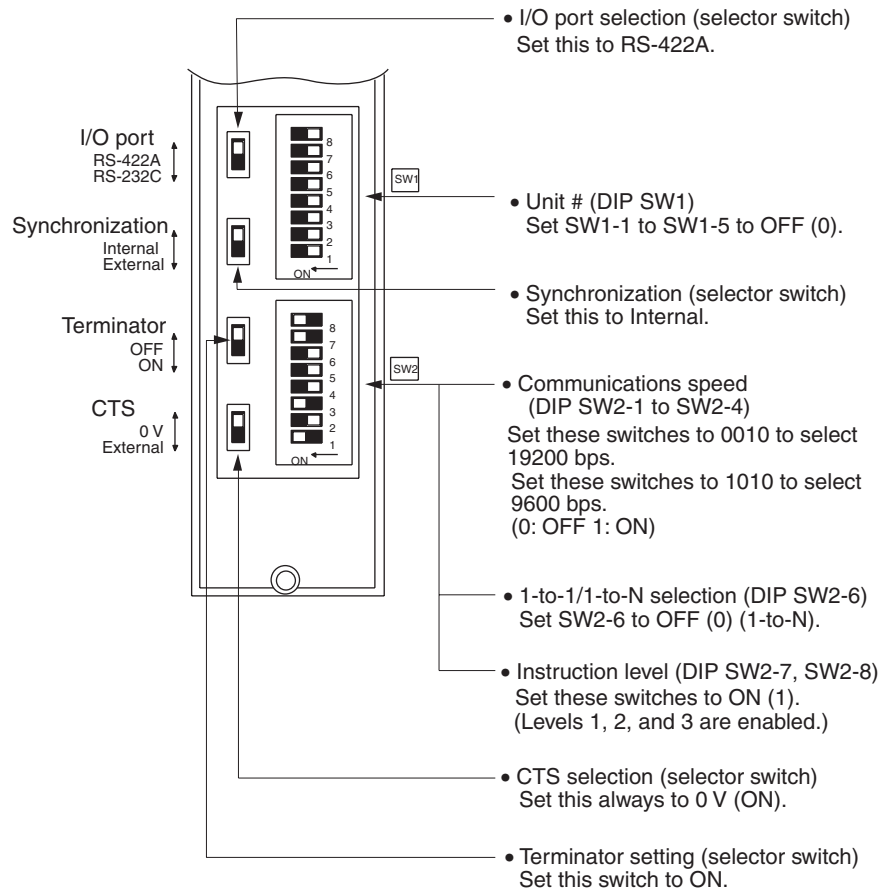 • I/O port selection (selector switch)
Set this to RS-422A.
I/O port
RS-422A
RS-232C
8
7
6
5
4
3
2
1
ON
SW1
• Unit # (DIP SW1)
Set SW1-1 to SW1-5 to OFF (0).
Synchronization
Internal
External
• Synchronization (selector switch)
Set this to Internal.
Terminator
OFF
ON
8
7
6
5
4
3
2
1
ON
SW2
CTS
0 V
External
• Communications speed
(DIP SW2-1 to SW2-4)
Set these switches to 0010 to select
19200 bps.
Set these switches to 1010 to select
9600 bps.
(0: OFF 1: ON)
• 1-to-1/1-to-N selection (DIP SW2-6)
Set SW2-6 to OFF (0) (1-to-N).
• Instruction level (DIP SW2-7, SW2-8)
Set these switches to ON (1).
(Levels 1, 2, and 3 are enabled.)
• CTS selection (selector switch)
Set this always to 0 V (ON).
• Terminator setting (selector switch)
Set this switch to ON.